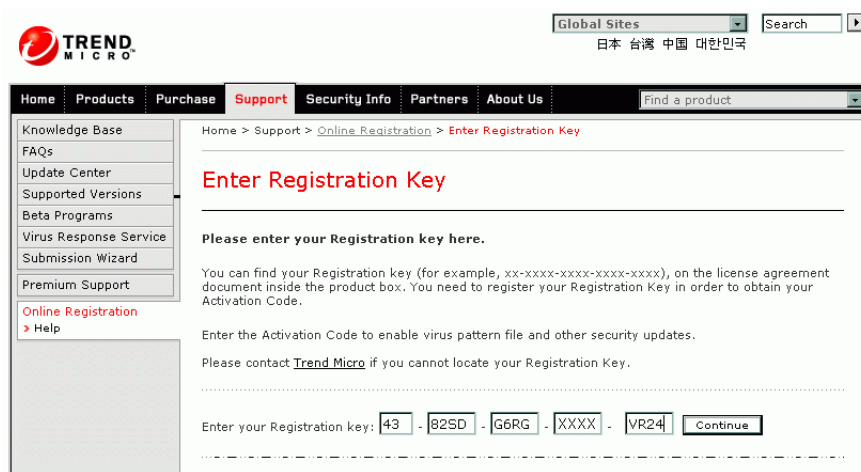 Global Sites Search
日本 台灣 中国 대한민국
TREND
MICRO™
Home Products Purchase Support Security Info Partners About Us Find a product
Knowledge Base
FAQs
Update Center
Supported Versions
Beta Programs
Virus Response Service
Submission Wizard
Premium Support
Online Registration
> Help
Home > Support > Online Registration > Enter Registration Key
Enter Registration Key
Please enter your Registration key here.
You can find your Registration key (for example, xx-xxxx-xxxx-xxxx-xxxx), on the license agreement
document inside the product box. You need to register your Registration Key in order to obtain your
Activation Code.
Enter the Activation Code to enable virus pattern file and other security updates.
Please contact Trend Micro if you cannot locate your Registration Key.
Enter your Registration key: 43 - 82SD - G6RG - XXXX - VR24 Continue